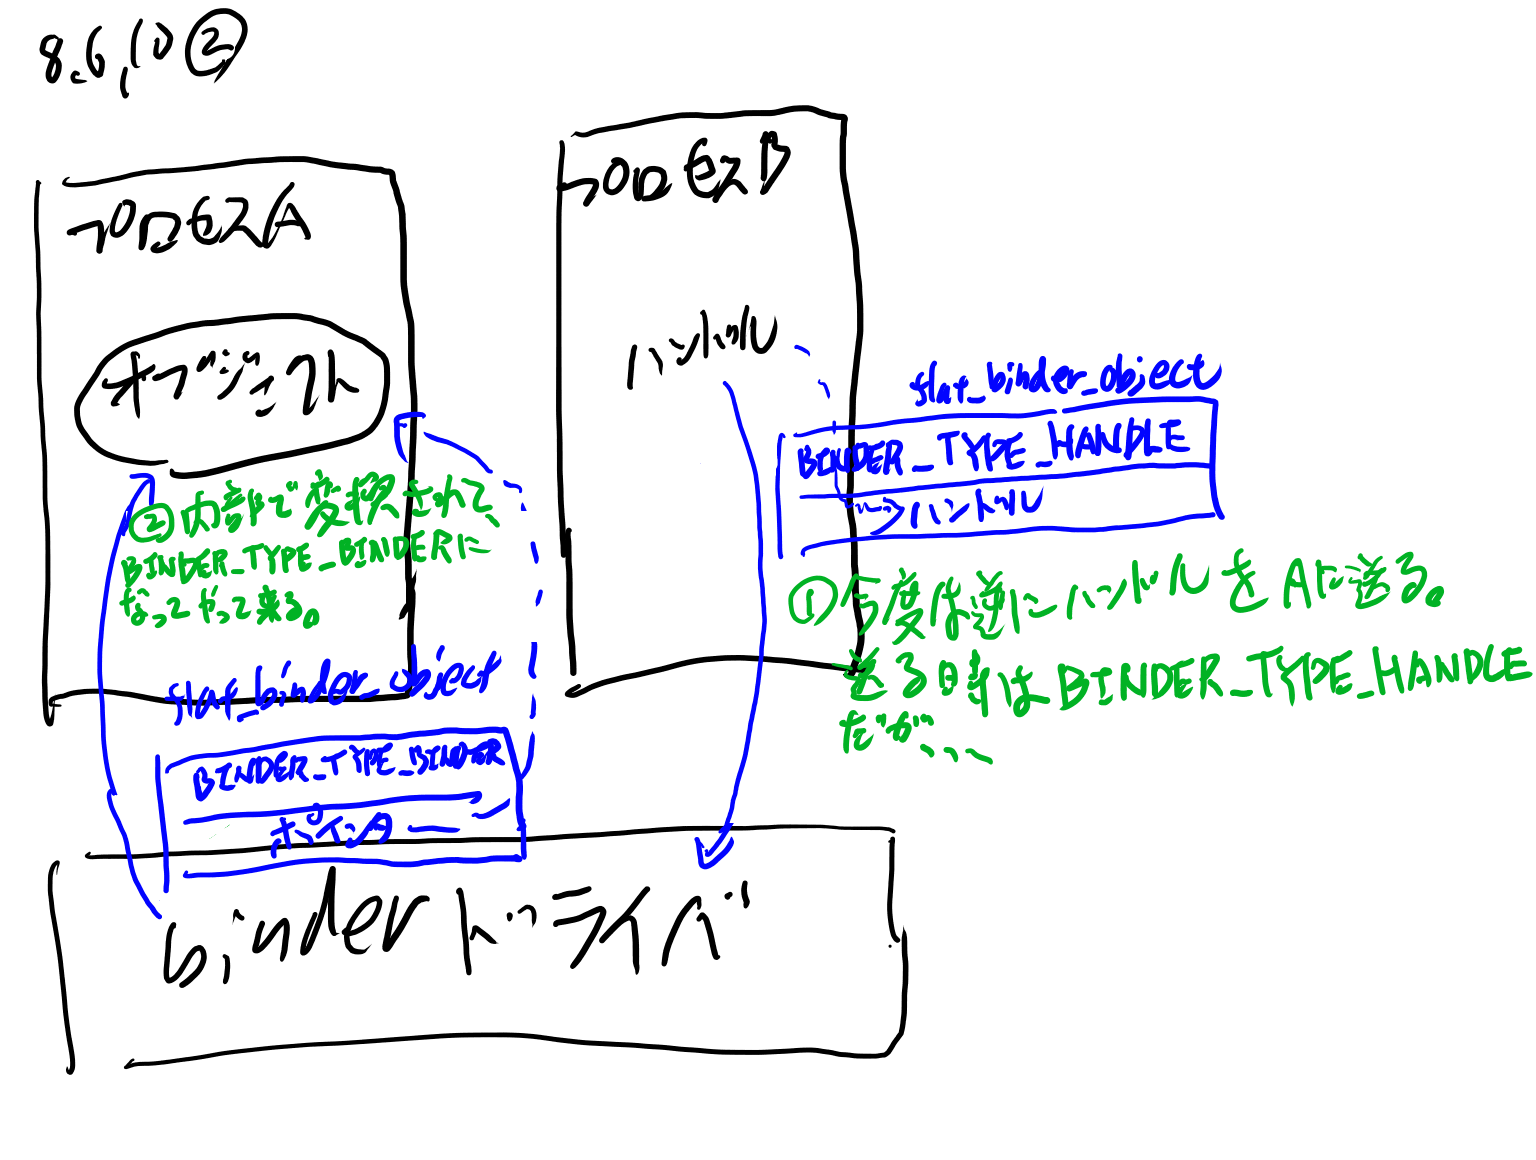 8.6.10②
プロセスA
オブジェクト
②内部で変換されて、
BINDER_TYPE_BINDERに
なってやって来る。
flat_binder_object
BINDER_TYPE_BINDER
ポインタ
プロセスB
ハンドル
flat_binder_object
BINDER_TYPE_HANDLE
ハンドル
①今度は逆にハンドルをAに送る。
送る時はBINDER_TYPE_HANDLE
だが、、、
binderドライバ